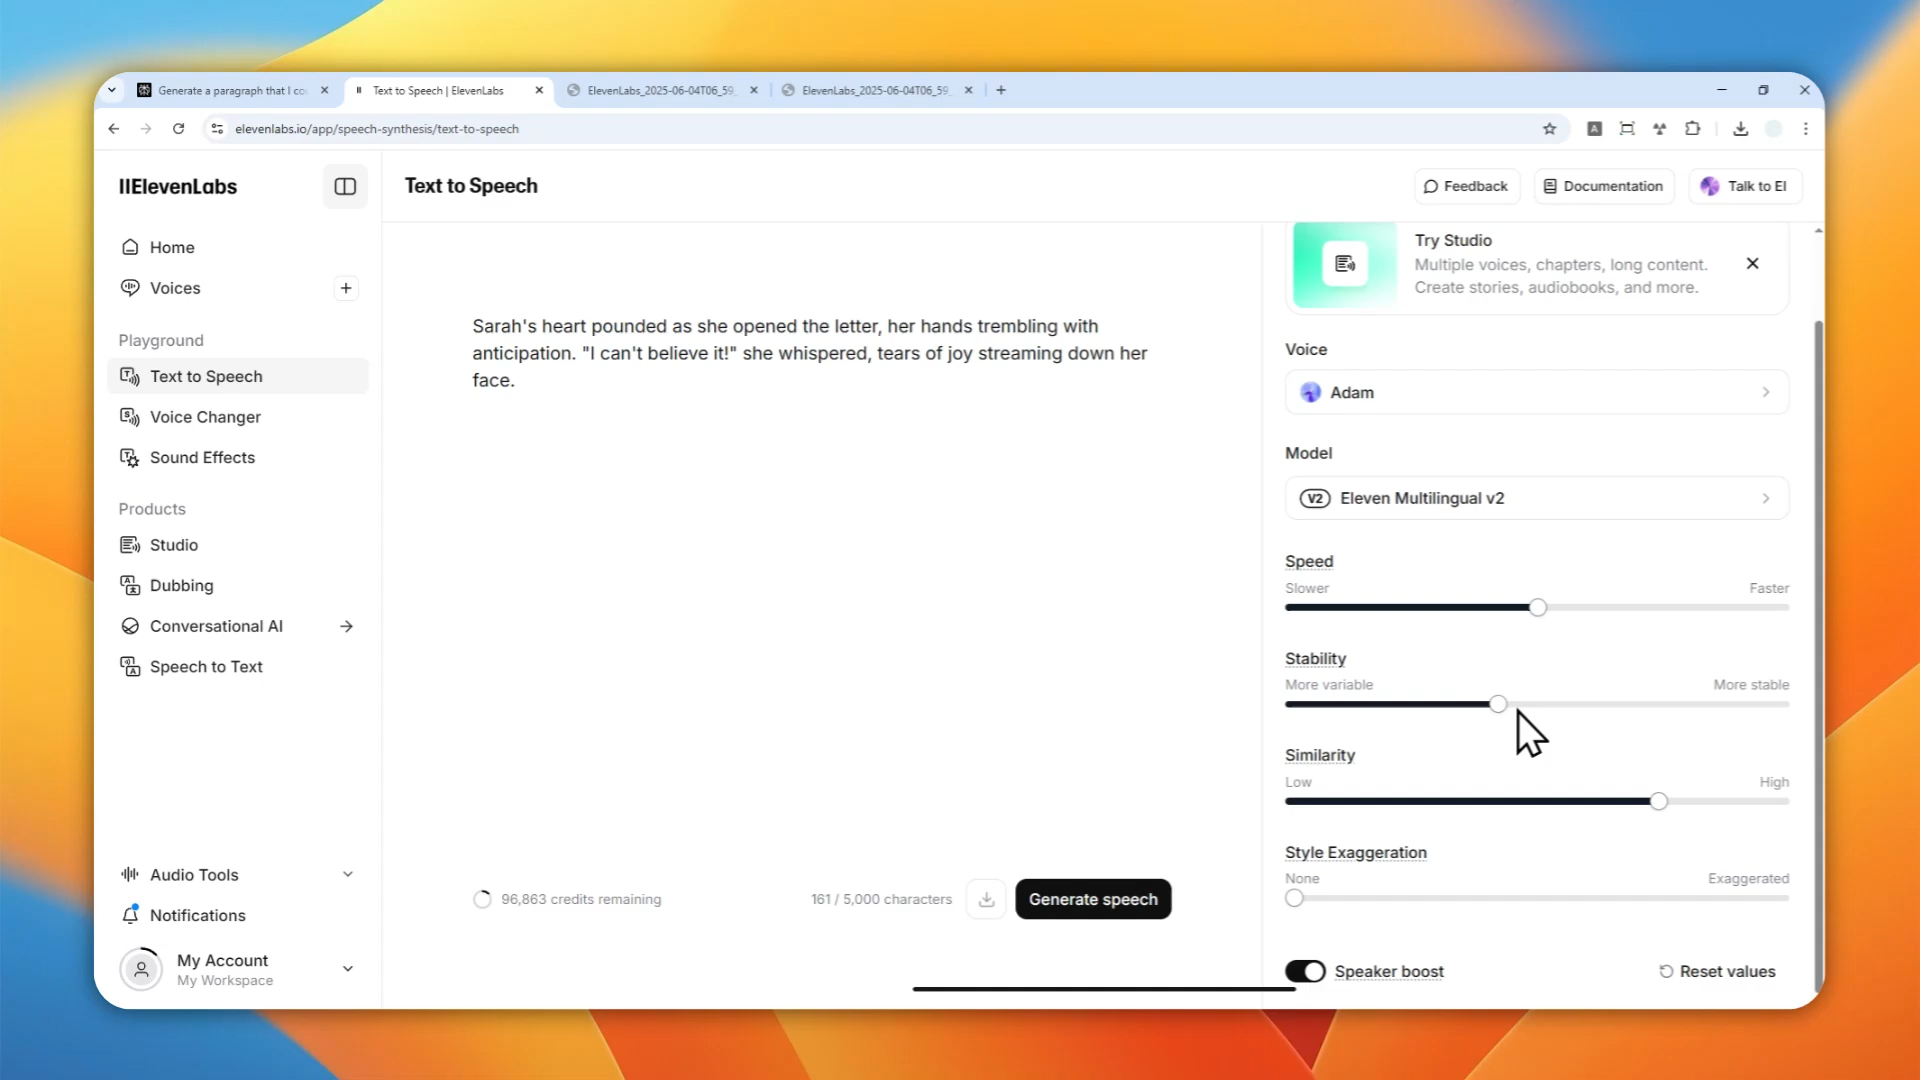 Generate a paragraph that I co
Text to Speech | ElevenLabs
ElevenLabs_2025-06-04T06_59_
ElevenLabs_2025-06-04T06_59_
elevenlabs.io/app/speech-synthesis/text-to-speech
IIElevenLabs
Text to Speech
Feedback
Documentation
Talk to El
Home
Voices
Playground
Text to Speech
Voice Changer
Sound Effects
Products
Studio
Dubbing
Conversational AI
Speech to Text
Audio Tools
Notifications
My Account
My Workspace
Sarah's heart pounded as she opened the letter, her hands trembling with
anticipation. "I can't believe it!" she whispered, tears of joy streaming down her
face.
96,863 credits remaining
161 / 5,000 characters
Generate speech
Try Studio
Multiple voices, chapters, long content.
Create stories, audiobooks, and more.
Voice
Adam
Model
V2 Eleven Multilingual v2
Speed
Slower Faster
Stability
More variable More stable
Similarity
Low High
Style Exaggeration
None Exaggerated
Speaker boost
Reset values